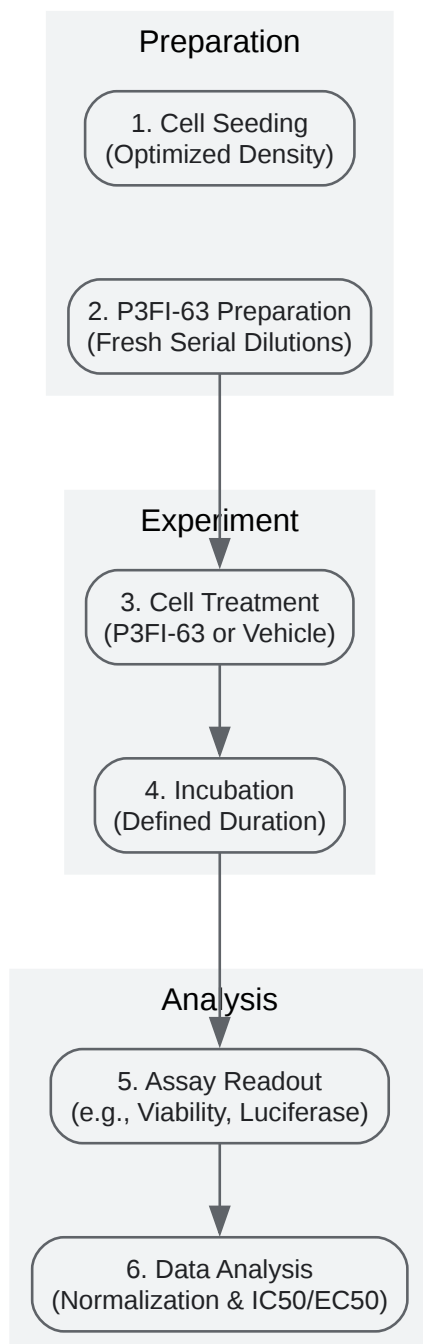 Preparation
1. Cell Seeding
(Optimized Density)
2. P3FI-63 Preparation
(Fresh Serial Dilutions)
Experiment
3. Cell Treatment
(P3FI-63 or Vehicle)
4. Incubation
(Defined Duration)
Analysis
5. Assay Readout
(e.g., Viability, Luciferase)
6. Data Analysis
(Normalization & IC50/EC50)